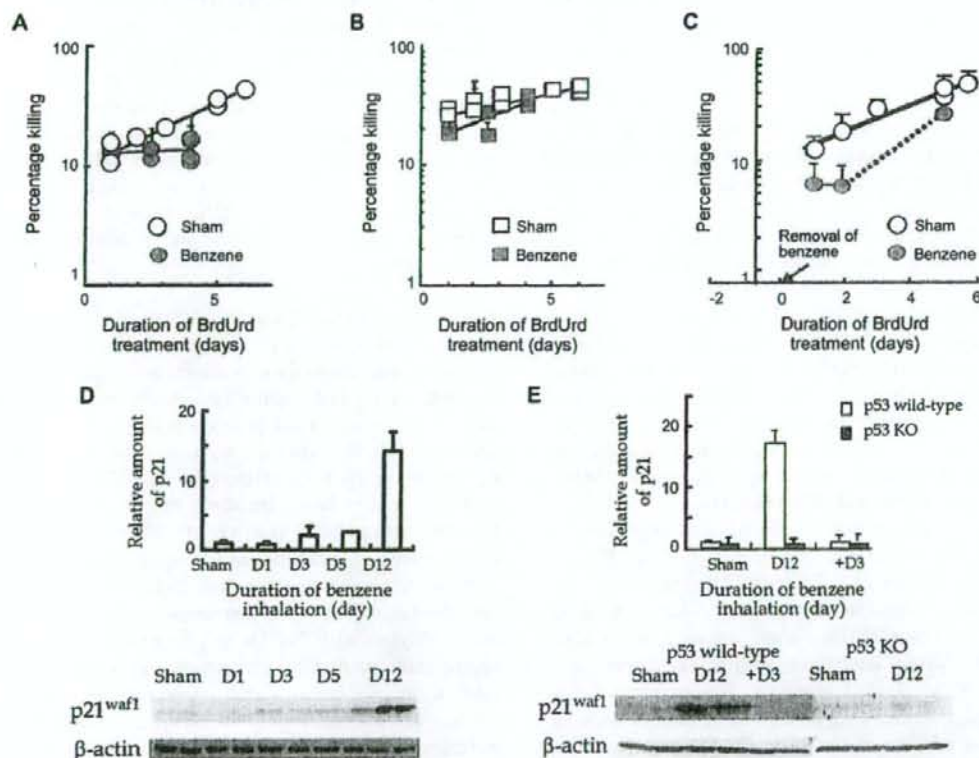 A
100
10
1
0
5
Percentage killing
Sham
Benzene
Duration of BrdUrd
treatment (days)
B
100
10
1
0
5
Percentage killing
Sham
Benzene
Duration of BrdUrd
treatment (days)
C
100
10
1
-2
0
2
4
6
Percentage killing
Removal of
benzene
Sham
Benzene
Duration of BrdUrd
treatment (days)
D
20
10
0
Relative amount
of p21
Sham D1 D3 D5 D12
Duration of benzene
inhalation (day)
Sham D1 D3 D5 D12
p21waf1
β-actin
E
20
10
0
Relative amount
of p21
p53 wild-type
p53 KO
Sham D12 +D3
Duration of benzene
inhalation (day)
p53 wild-type p53 KO
Sham D12 +D3 Sham D12
p21waf1
β-actin